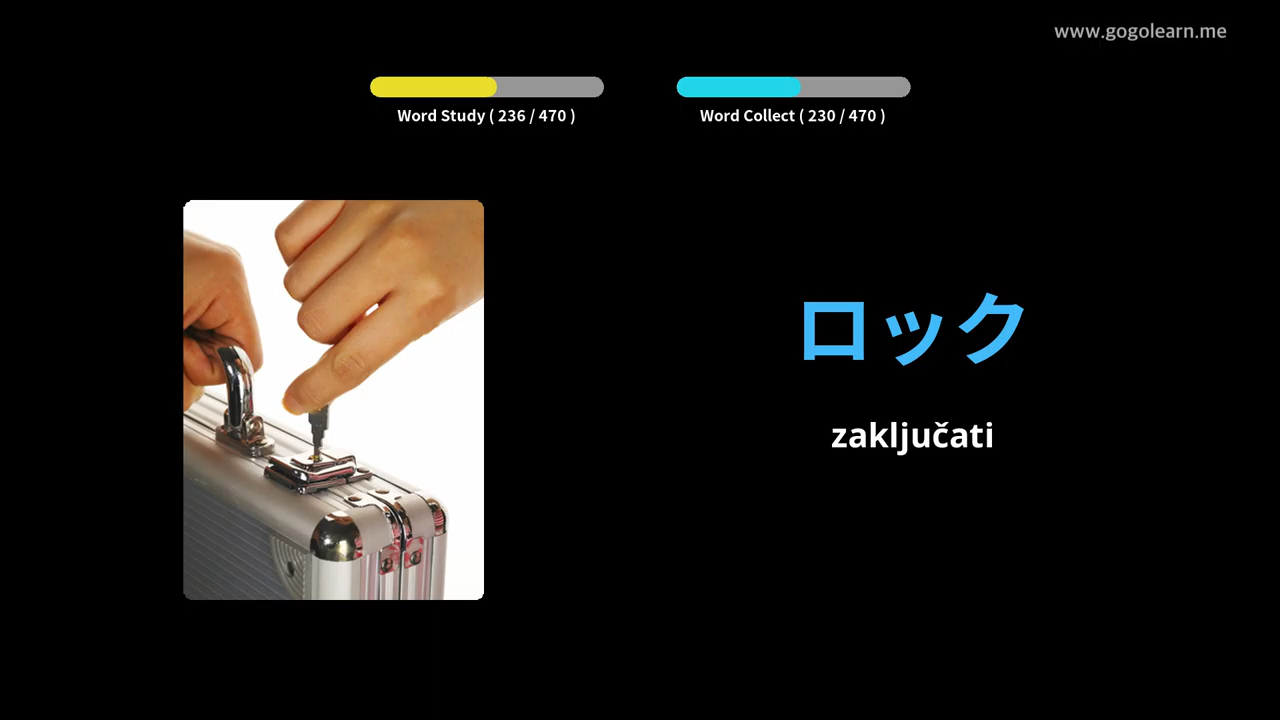 www.gogolearn.me
Word Study ( 236 / 470 )
Word Collect ( 230 / 470 )
ロック
zaključati